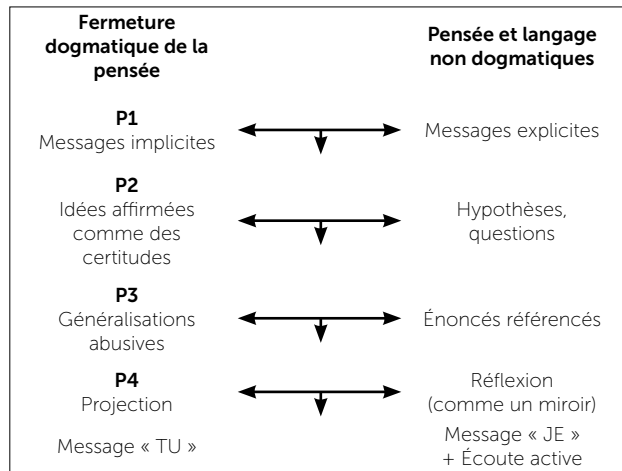 Fermeture
dogmatique de la
pensée
Pensée et langage
non dogmatiques
P1
Messages implicites
Messages explicites
P2
Idées affirmées
comme des
certitudes
Hypothèses,
questions
P3
Généralisations
abusives
Énoncés référencés
P4
Projection
Réflexion
(comme un miroir)
Message « TU »
Message « JE »
+ Écoute active